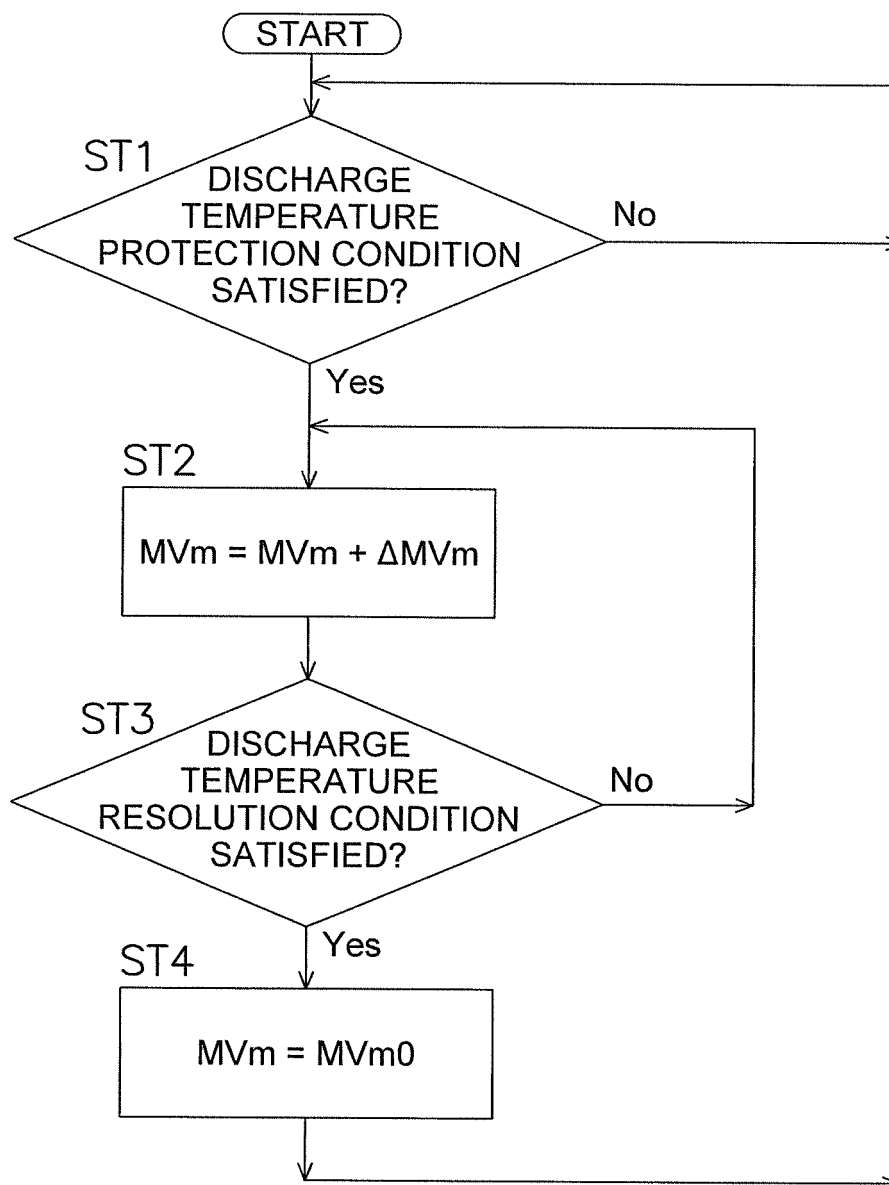 START
ST1
DISCHARGE
TEMPERATURE
PROTECTION CONDITION
SATISFIED?
No
Yes
ST2
MVm = MVm + ΔMVm
ST3
DISCHARGE
TEMPERATURE
RESOLUTION CONDITION
SATISFIED?
No
Yes
ST4
MVm = MVm0